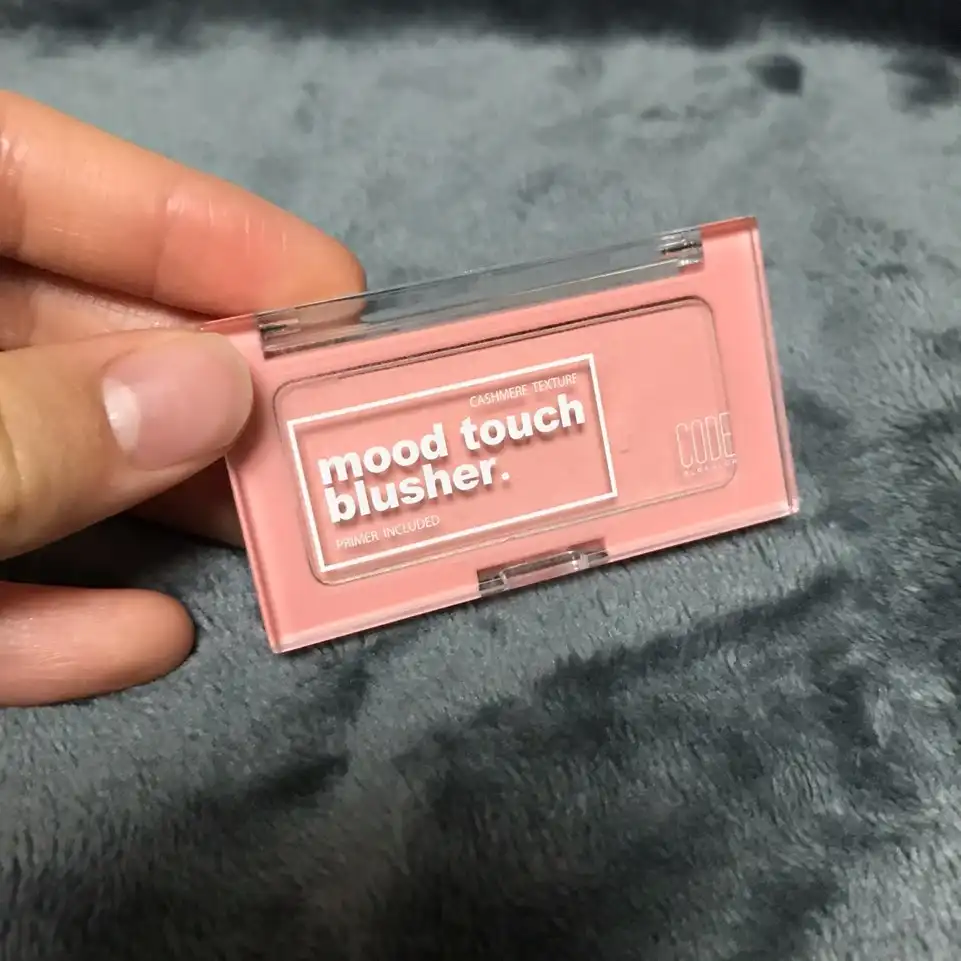 CASHMERE TEXTURE
mood touch
blusher.
PRIMER INCLUDED
CODE